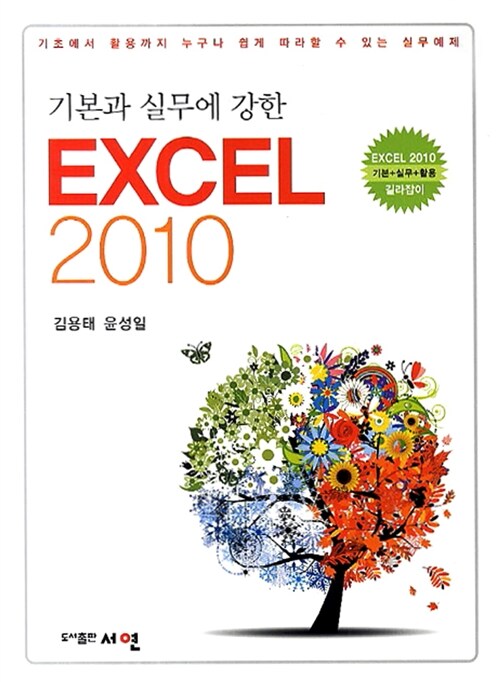 기초에서 활용까지 누구나 쉽게 따라할 수 있는 실무예제
기본과 실무에 강한
EXCEL
2010
EXCEL 2010
기본+실무+활용
길라잡이
김용태 윤성일
도서출판 서연